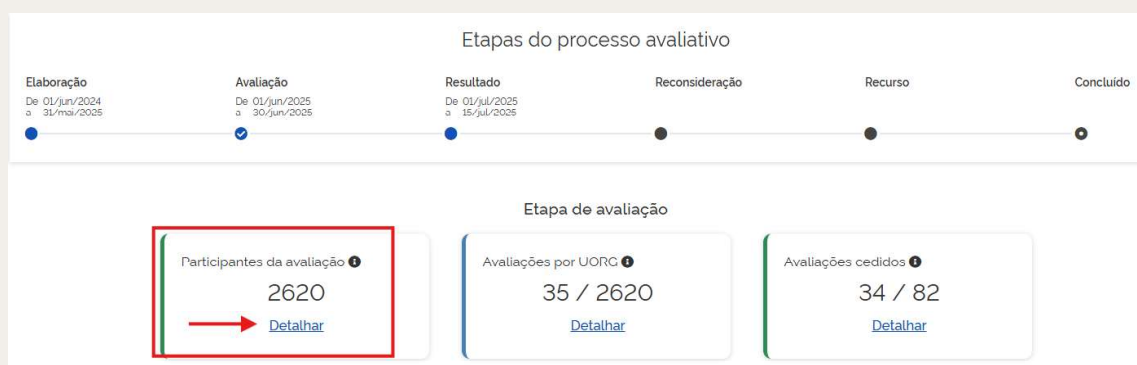 Etapas do processo avaliativo
Elaboração
De 01/jun/2024
a 31/mai/2025
Avaliação
De 01/jun/2025
a 30/jun/2025
Resultado
De 01/jul/2025
a 15/jul/2025
Reconsideração
Recurso
Concluído
Etapa de avaliação
Participantes da avaliação
2620
Detalhar
Avaliações por UORG
35 / 2620
Detalhar
Avaliações cedidos
34 / 82
Detalhar